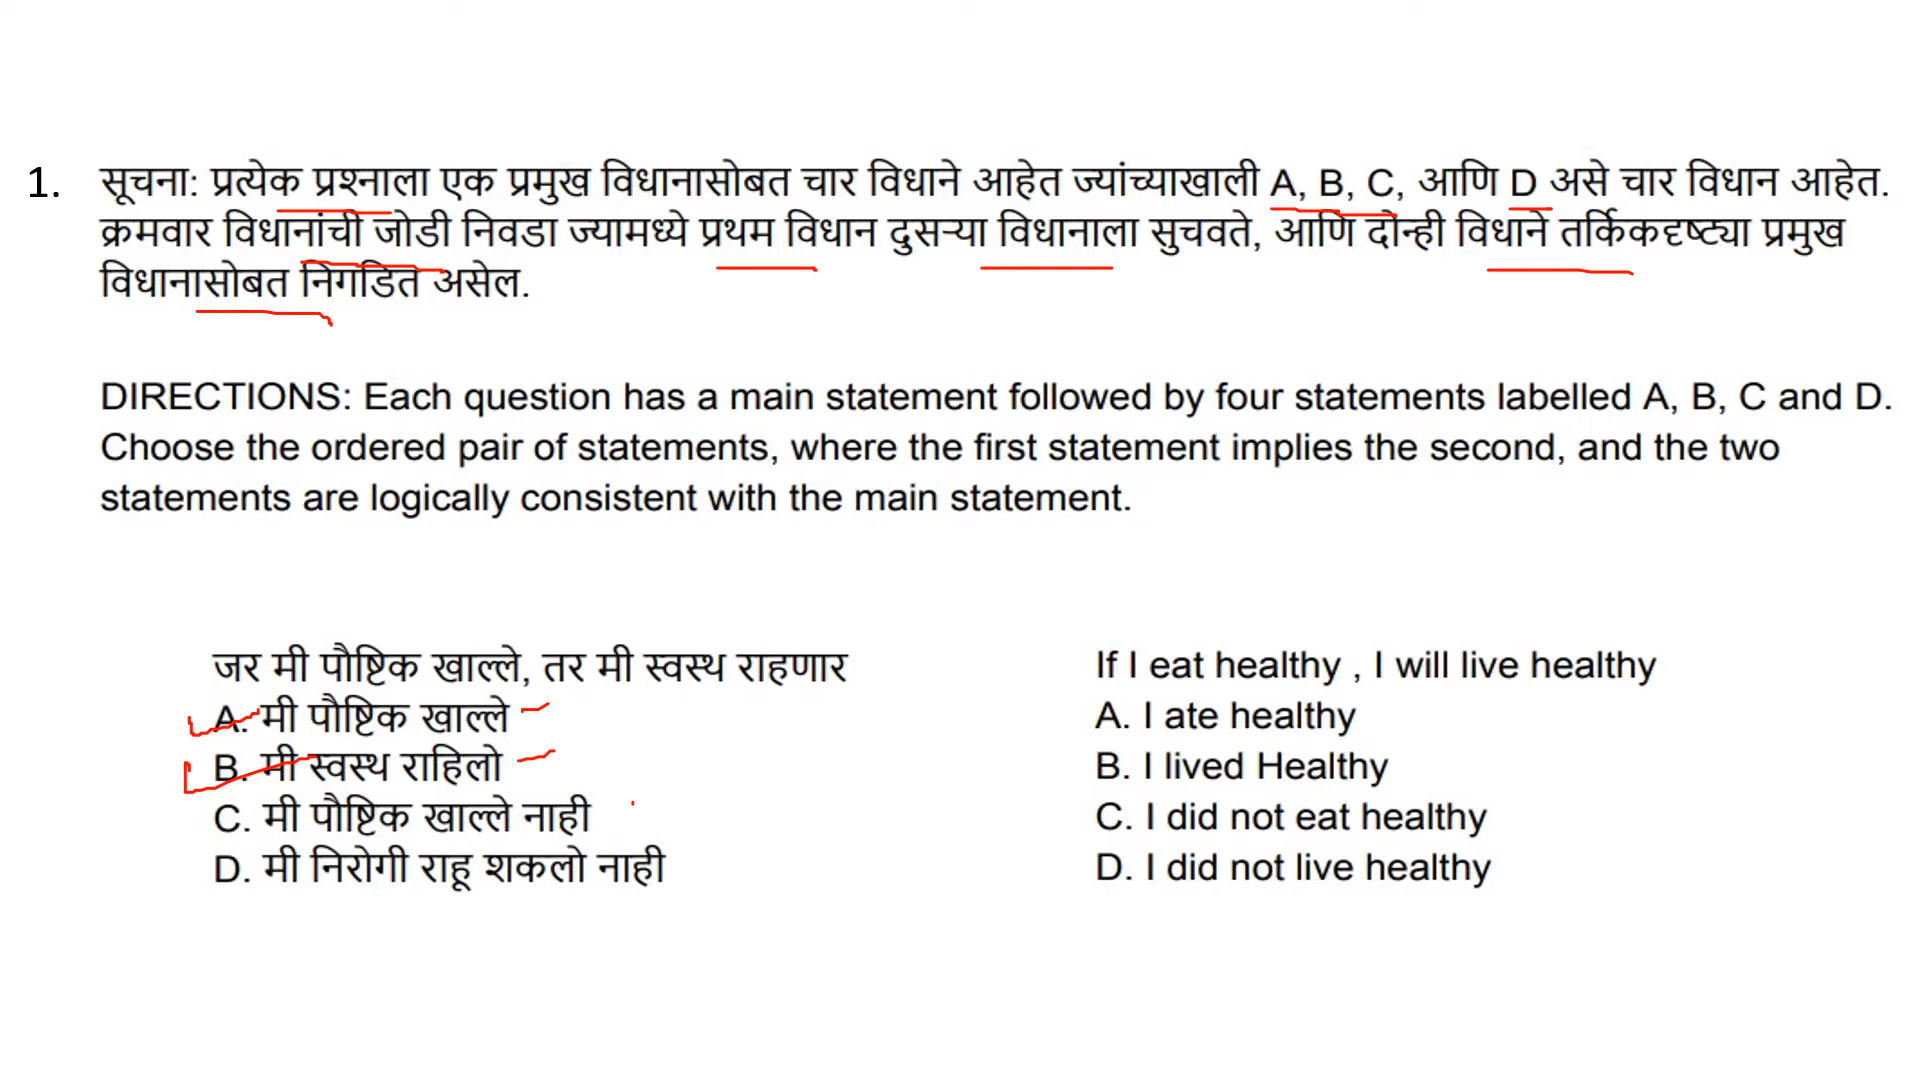 1. सूचना: प्रत्येक प्रश्नाला एक प्रमुख विधानासोबत चार विधाने आहेत ज्यांच्याखाली A, B, C, आणि D असे चार विधान आहेत.
क्रमवार विधानांची जोडी निवडा ज्यामध्ये प्रथम विधान दुसऱ्या विधानाला सुचवते, आणि दोन्ही विधाने तर्किकदृष्ट्या प्रमुख
विधानासोबत निगडित असेल.
DIRECTIONS: Each question has a main statement followed by four statements labelled A, B, C and D.
Choose the ordered pair of statements, where the first statement implies the second, and the two
statements are logically consistent with the main statement.
जर मी पौष्टिक खाल्ले, तर मी स्वस्थ राहणार
A. मी पौष्टिक खाल्ले
B. मी स्वस्थ राहिलो
C. मी पौष्टिक खाल्ले नाही
D. मी निरोगी राहू शकलो नाही
If I eat healthy , I will live healthy
A. I ate healthy
B. I lived Healthy
C. I did not eat healthy
D. I did not live healthy